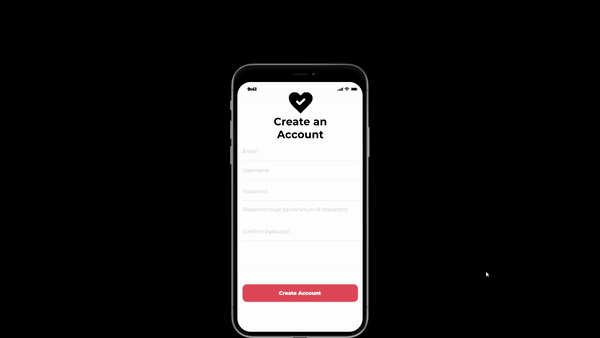 9:41
Create an
Account
Email
Username
Password
Password must be minimum 8 characters
Confirm Password
Create Account